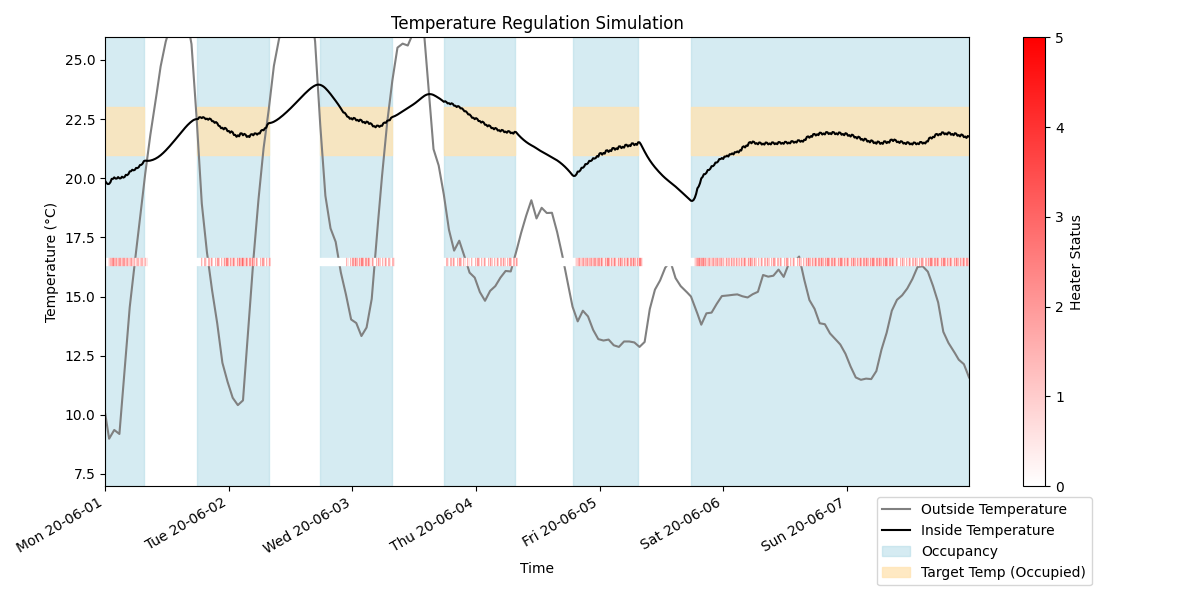 Temperature Regulation Simulation
25.0
22.5
20.0
17.5
15.0
12.5
10.0
7.5
Temperature (°C)
Mon 20-06-01
Tue 20-06-02
Wed 20-06-03
Thu 20-06-04
Fri 20-06-05
Sat 20-06-06
Sun 20-06-07
Time
5
4
3
2
1
0
Heater Status
Outside Temperature
Inside Temperature
Occupancy
Target Temp (Occupied)